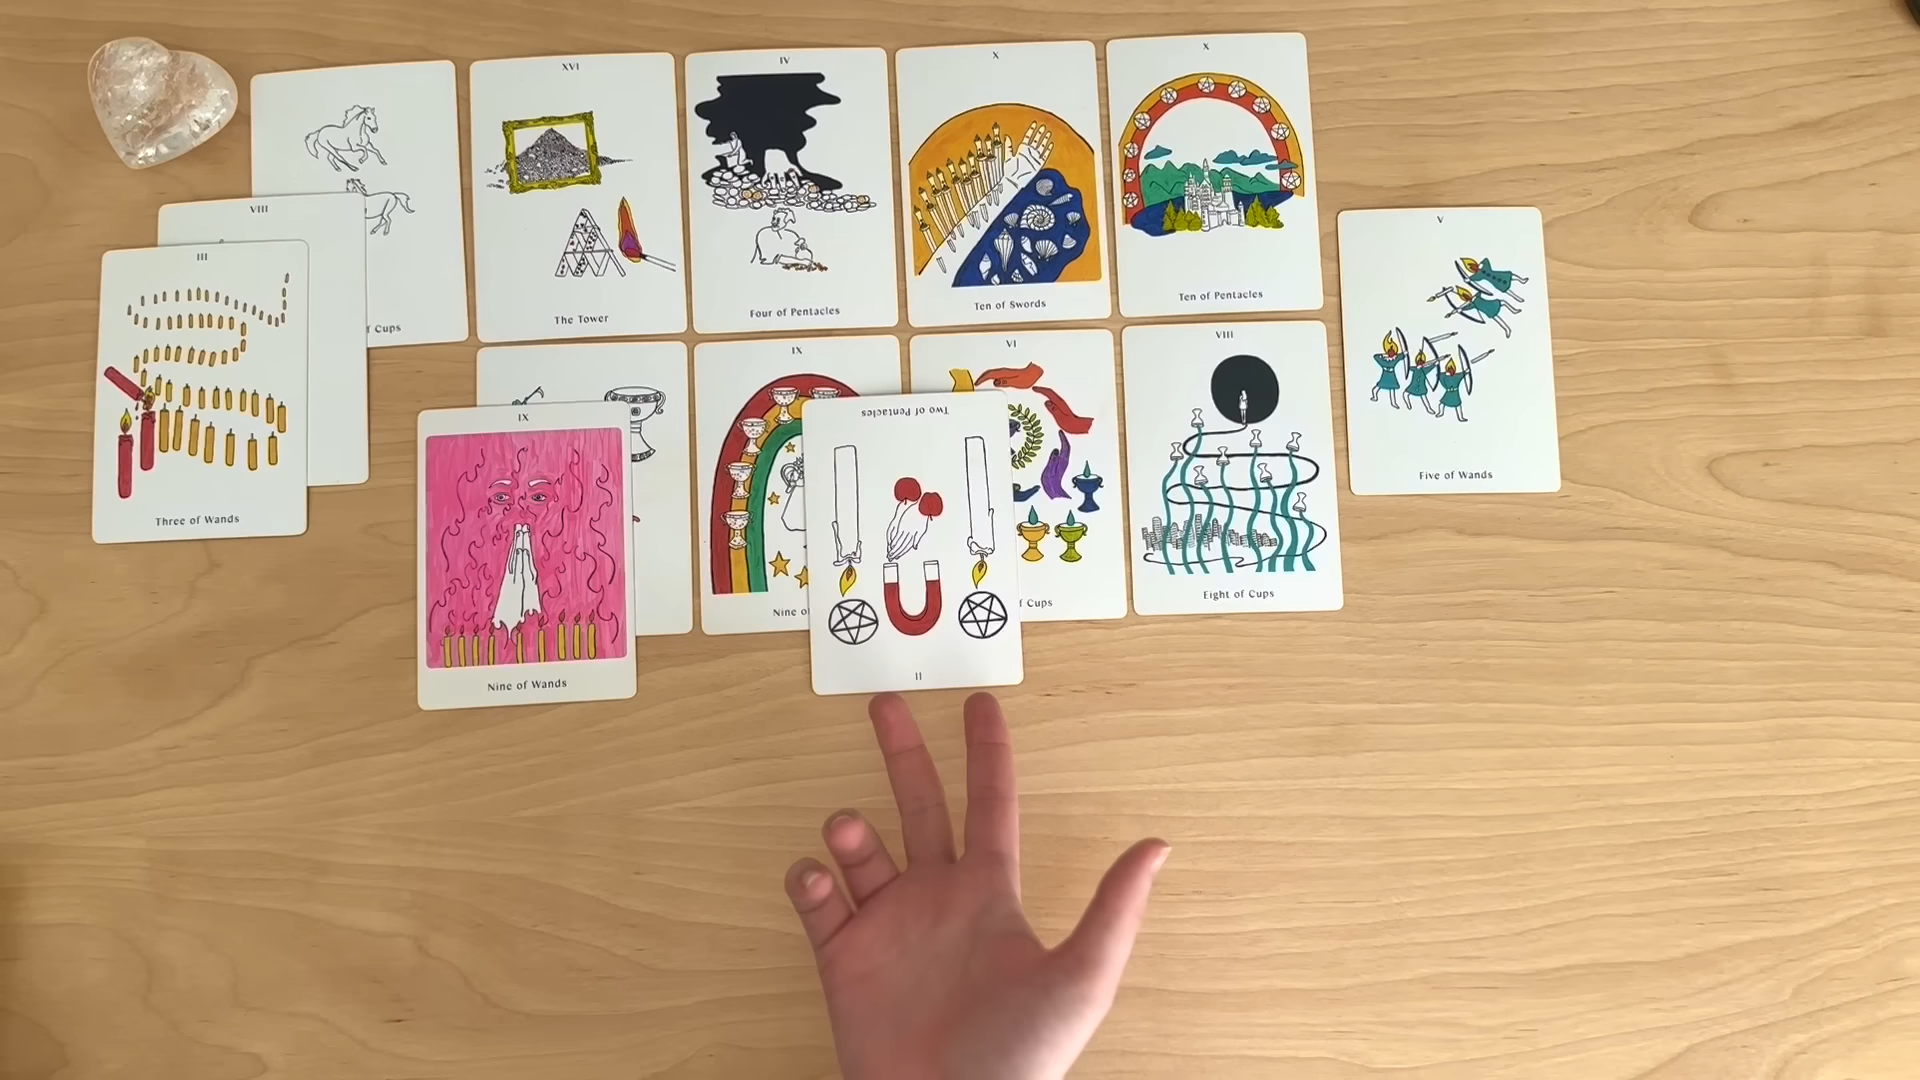 XVI
The Tower
IV
Four of Pentacles
X
Ten of Swords
X
Ten of Pentacles
V
Five of Wands
f Cups
VIII
III
Three of Wands
IX
Nine of Wands
IX
Nine o
VI
f Cups
VIII
Eight of Cups
Two of Pentacles
II